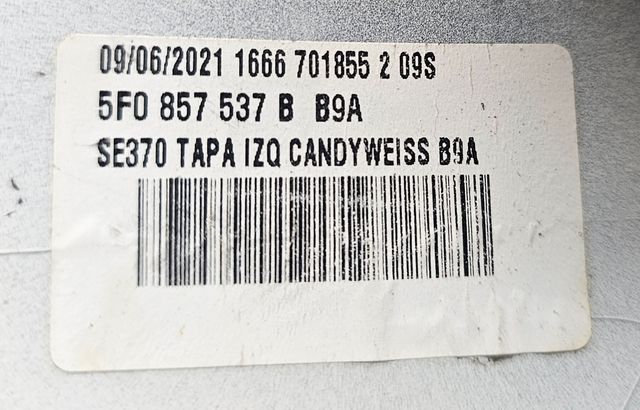 09/06/2021 1666 701855 2 09S
5F0 857 537 B B9A
SE370 TAPA IZQ CANDYWEISS B9A